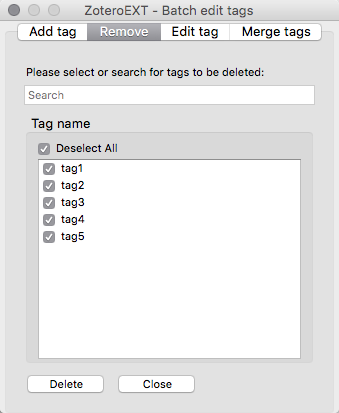 ZoteroEXT - Batch edit tags
Add tag Remove Edit tag Merge tags
Please select or search for tags to be deleted:
Search
Tag name
Deselect All
tag1
tag2
tag3
tag4
tag5
Delete Close